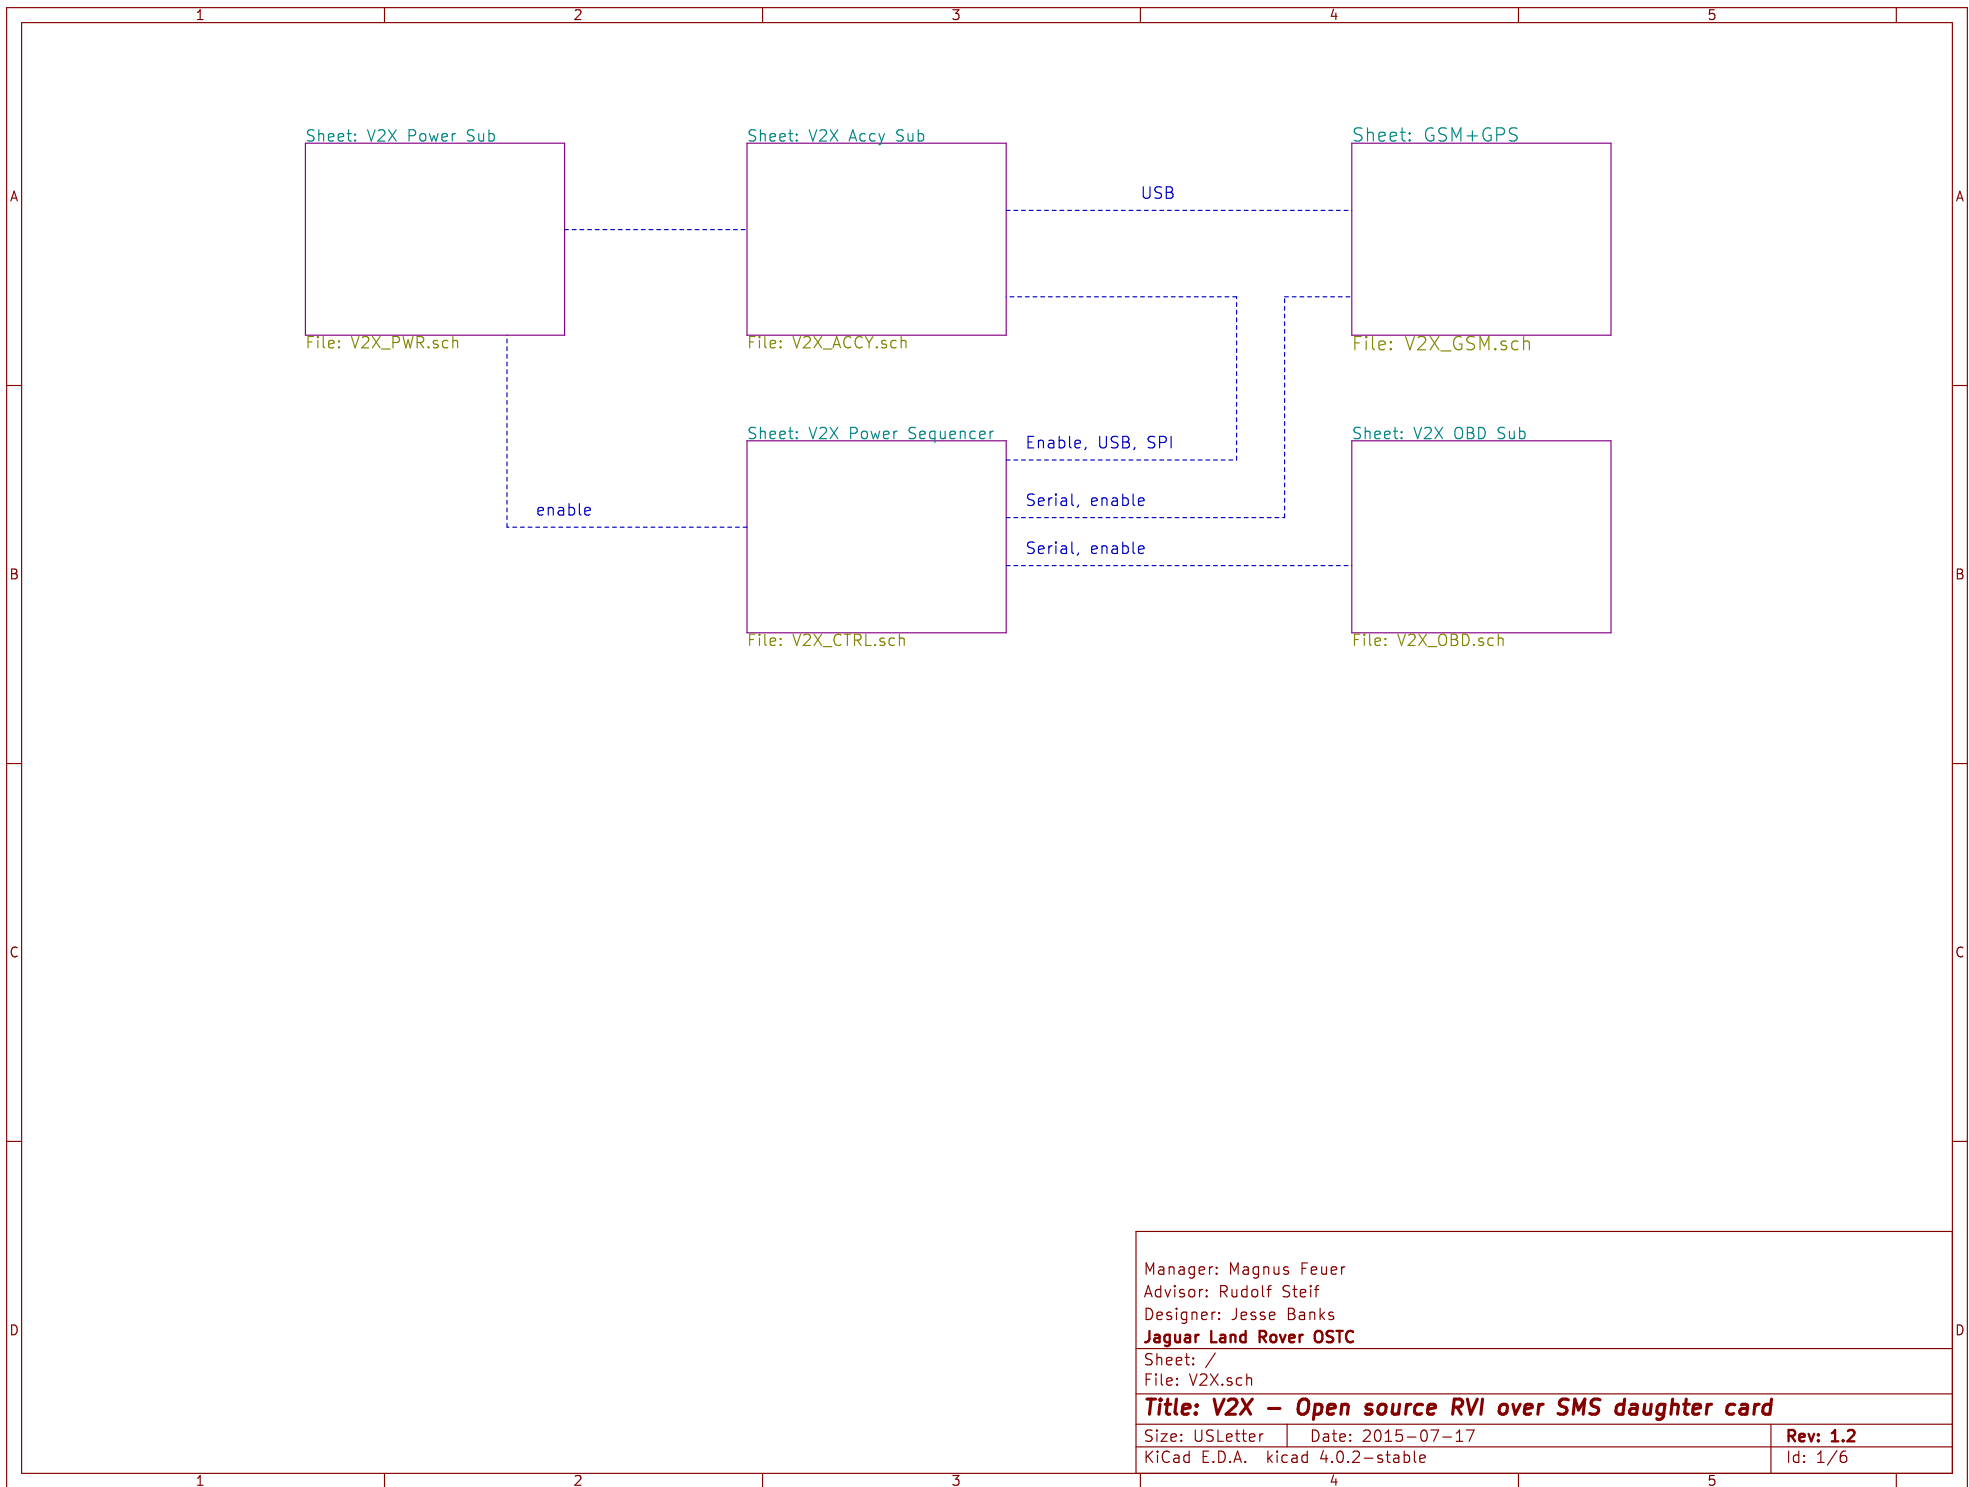 1 2 3 4 5
Sheet: V2X Power Sub
Sheet: V2X Accy Sub
Sheet: GSM+GPS
A
USB
A
File: V2X_PWR.sch
File: V2X_ACCY.sch
File: V2X_GSM.sch
Sheet: V2X Power Sequencer
Enable, USB, SPI
Sheet: V2X OBD Sub
Serial, enable
enable
Serial, enable
B
B
File: V2X_CTRL.sch
File: V2X_OBD.sch
C
C
Manager: Magnus Feuer
Advisor: Rudolf Steif
Designer: Jesse Banks
D
D
Jaguar Land Rover OSTC
Sheet: /
File: V2X.sch
Title: V2X – Open source RVI over SMS daughter card
Size: USLetter Date: 2015-07-17 Rev: 1.2
KiCad E.D.A. kicad 4.0.2-stable Id: 1/6
1 2 3 4 5